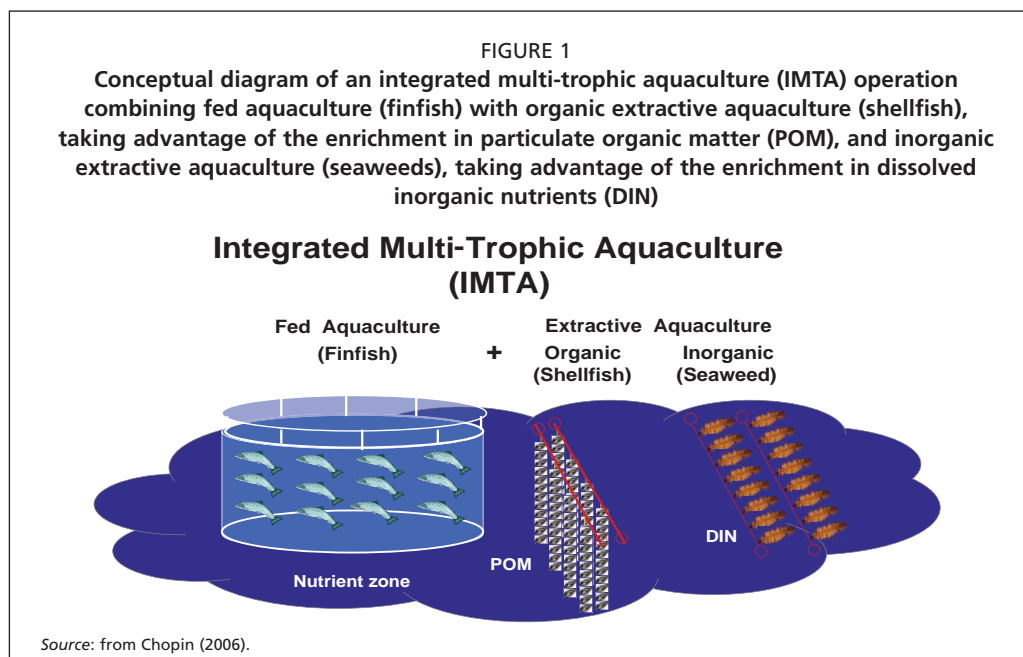 FIGURE 1
Conceptual diagram of an integrated multi-trophic aquaculture (IMTA) operation
combining fed aquaculture (finfish) with organic extractive aquaculture (shellfish),
taking advantage of the enrichment in particulate organic matter (POM), and inorganic
extractive aquaculture (seaweeds), taking advantage of the enrichment in dissolved
inorganic nutrients (DIN)
Integrated Multi-Trophic Aquaculture
(IMTA)
Fed Aquaculture
(Finfish)
+
Extractive Aquaculture
Organic
(Shellfish)
Inorganic
(Seaweed)
DIN
POM
Nutrient zone
Source: from Chopin (2006).